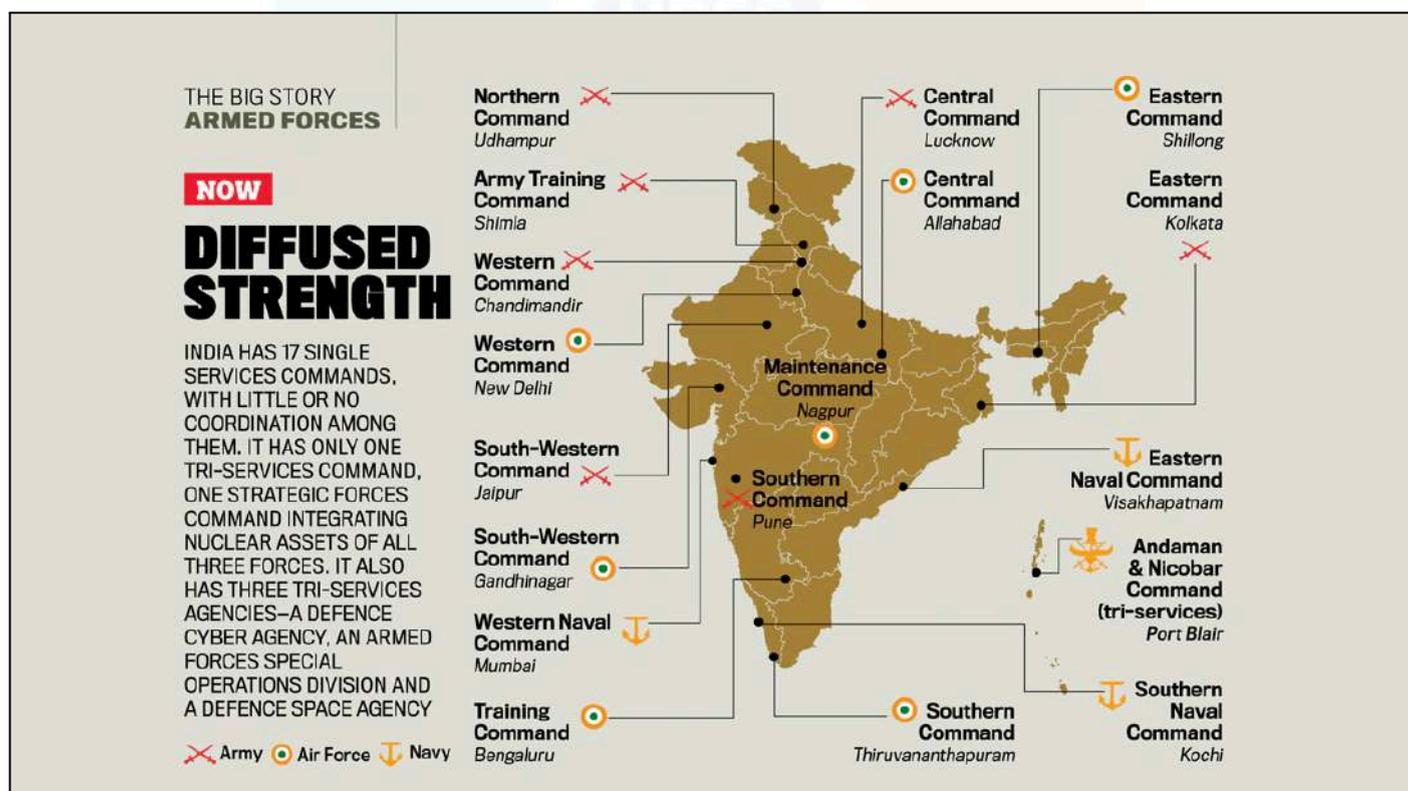 THE BIG STORY
ARMED FORCES
NOW
DIFFUSED
STRENGTH
INDIA HAS 17 SINGLE
SERVICES COMMANDS,
WITH LITTLE OR NO
COORDINATION AMONG
THEM. IT HAS ONLY ONE
TRI-SERVICES COMMAND,
ONE STRATEGIC FORCES
COMMAND INTEGRATING
NUCLEAR ASSETS OF ALL
THREE FORCES. IT ALSO
HAS THREE TRI-SERVICES
AGENCIES—A DEFENCE
CYBER AGENCY, AN ARMED
FORCES SPECIAL
OPERATIONS DIVISION AND
A DEFENCE SPACE AGENCY
Army Air Force Navy
Northern
Command
Udhampur
Army Training
Command
Shimla
Western
Command
Chandimandir
Western
Command
New Delhi
South-Western
Command
Jaipur
South-Western
Command
Gandhinagar
Western Naval
Command
Mumbai
Training
Command
Bengaluru
Maintenance
Command
Nagpur
Southern
Command
Pune
Central
Command
Lucknow
Central
Command
Allahabad
Eastern
Command
Shillong
Eastern
Command
Kolkata
Eastern
Naval Command
Visakhapatnam
Andaman
& Nicobar
Command
(tri-services)
Port Blair
Southern
Naval
Command
Kochi
Southern
Command
Thiruvananthapuram